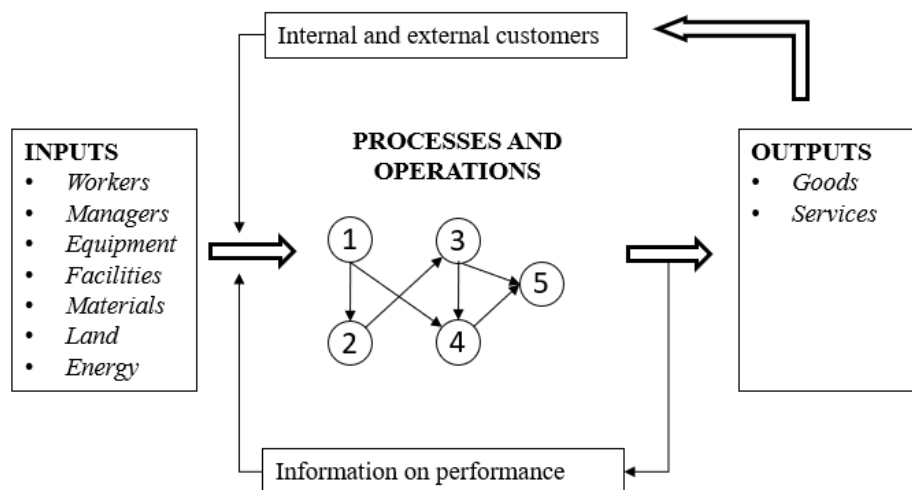 Internal and external customers
INPUTS
• Workers
• Managers
• Equipment
• Facilities
• Materials
• Land
• Energy
PROCESSES AND
OPERATIONS
1
3
5
2
4
OUTPUTS
• Goods
• Services
Information on performance